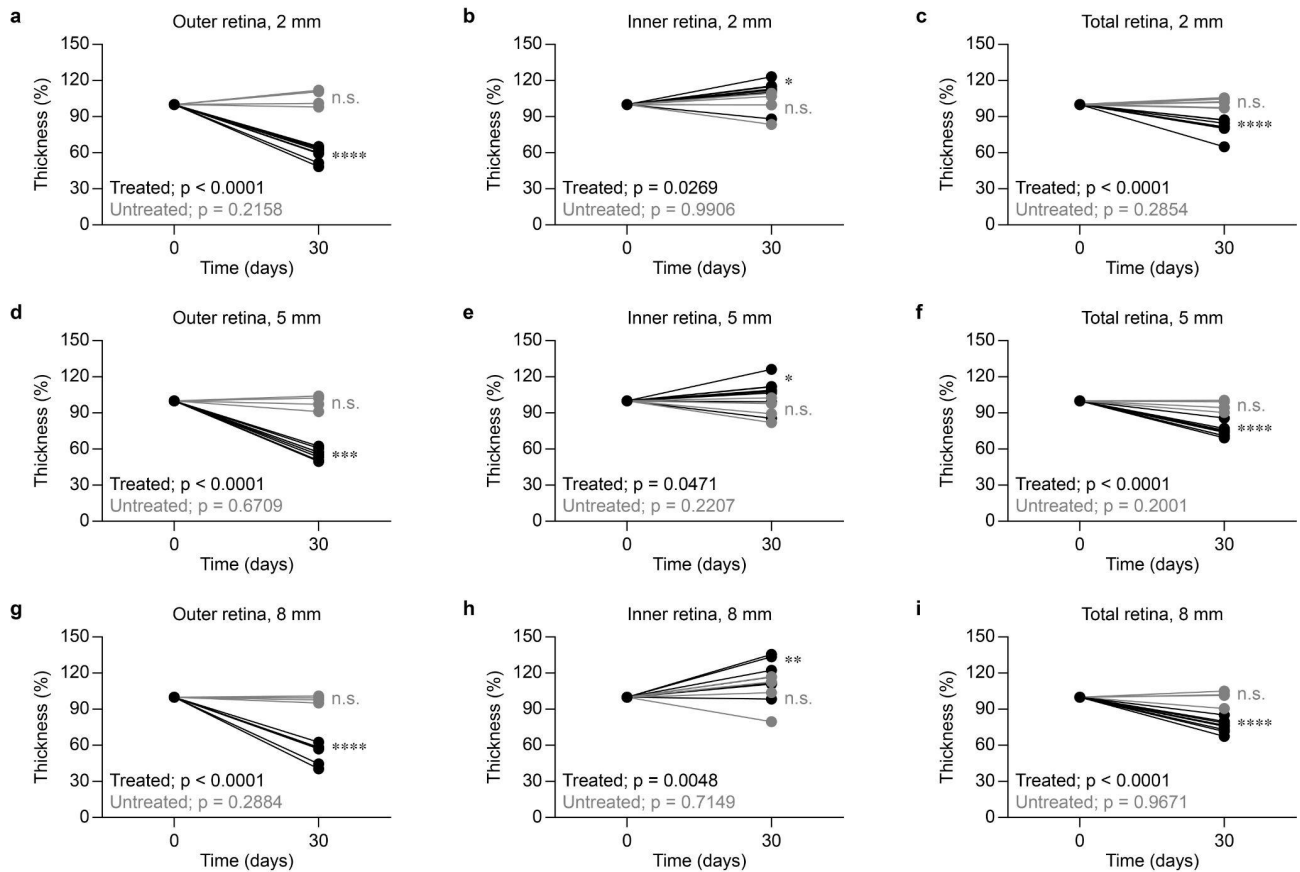 a
Outer retina, 2 mm
150
120
90
60
30
0
Thickness (%)
n.s.
****
Treated; p < 0.0001
Untreated; p = 0.2158
0 30
Time (days)
b
Inner retina, 2 mm
150
120
90
60
30
0
Thickness (%)
*
n.s.
Treated; p = 0.0269
Untreated; p = 0.9906
0 30
Time (days)
c
Total retina, 2 mm
150
120
90
60
30
0
Thickness (%)
n.s.
****
Treated; p < 0.0001
Untreated; p = 0.2854
0 30
Time (days)
d
Outer retina, 5 mm
150
120
90
60
30
0
Thickness (%)
n.s.
***
Treated; p < 0.0001
Untreated; p = 0.6709
0 30
Time (days)
e
Inner retina, 5 mm
150
120
90
60
30
0
Thickness (%)
*
n.s.
Treated; p = 0.0471
Untreated; p = 0.2207
0 30
Time (days)
f
Total retina, 5 mm
150
120
90
60
30
0
Thickness (%)
n.s.
****
Treated; p < 0.0001
Untreated; p = 0.2001
0 30
Time (days)
g
Outer retina, 8 mm
150
120
90
60
30
0
Thickness (%)
n.s.
****
Treated; p < 0.0001
Untreated; p = 0.2884
0 30
Time (days)
h
Inner retina, 8 mm
150
120
90
60
30
0
Thickness (%)
**
n.s.
Treated; p = 0.0048
Untreated; p = 0.7149
0 30
Time (days)
i
Total retina, 8 mm
150
120
90
60
30
0
Thickness (%)
n.s.
****
Treated; p < 0.0001
Untreated; p = 0.9671
0 30
Time (days)